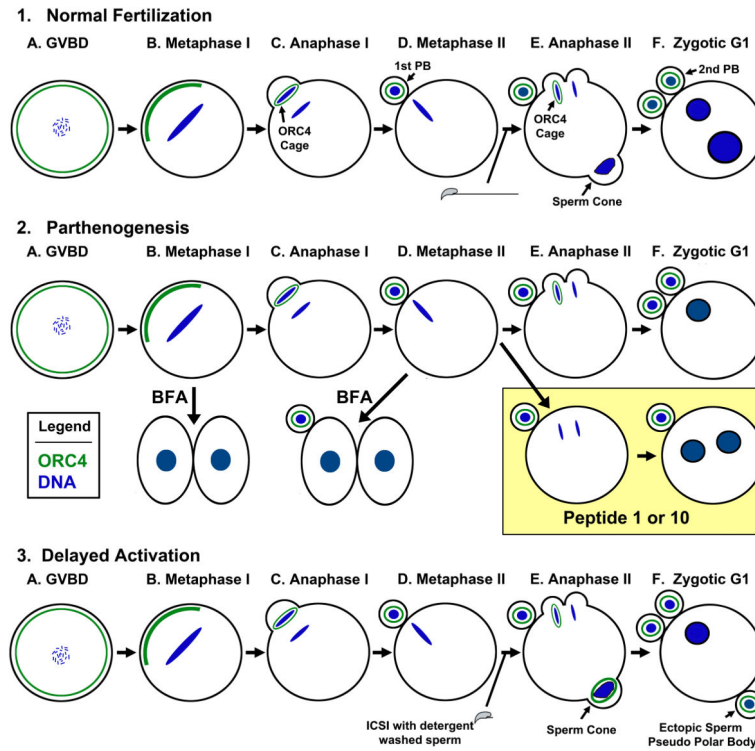 1. Normal Fertilization
A. GVBD B. Metaphase I C. Anaphase I D. Metaphase II E. Anaphase II F. Zygotic G1
1st PB
2nd PB
ORC4
Cage
ORC4
Cage
Sperm Cone
2. Parthenogenesis
A. GVBD B. Metaphase I C. Anaphase I D. Metaphase II E. Anaphase II F. Zygotic G1
BFA
BFA
Legend
ORC4
DNA
Peptide 1 or 10
3. Delayed Activation
A. GVBD B. Metaphase I C. Anaphase I D. Metaphase II E. Anaphase II F. Zygotic G1
ICSI with detergent
washed sperm
Sperm Cone
Ectopic Sperm
Pseudo Polar Body